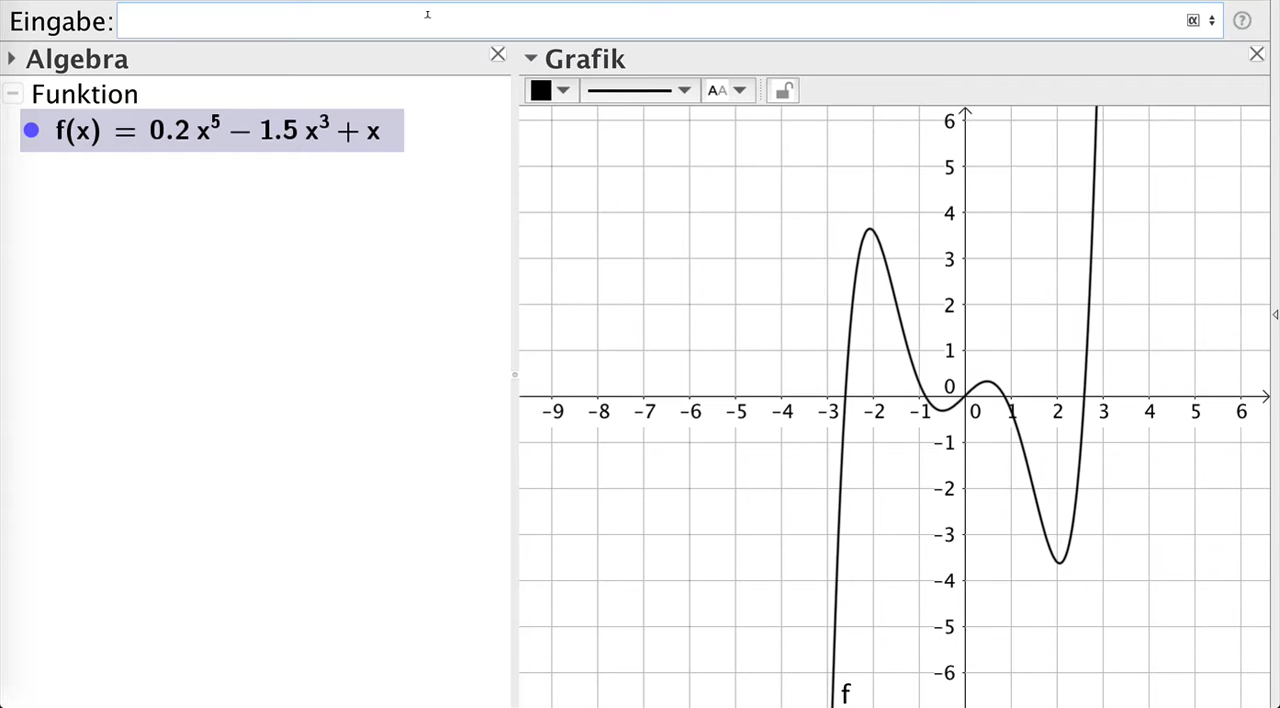 Eingabe:
α
?
Algebra
Grafik
Funktion
AA
f(x) = 0.2 x⁵ − 1.5 x³ + x
6
5
4
3
2
1
0
−9 −8 −7 −6 −5 −4 −3 −2 −1 0 1 2 3 4 5 6
−1
−2
−3
−4
−5
−6
f